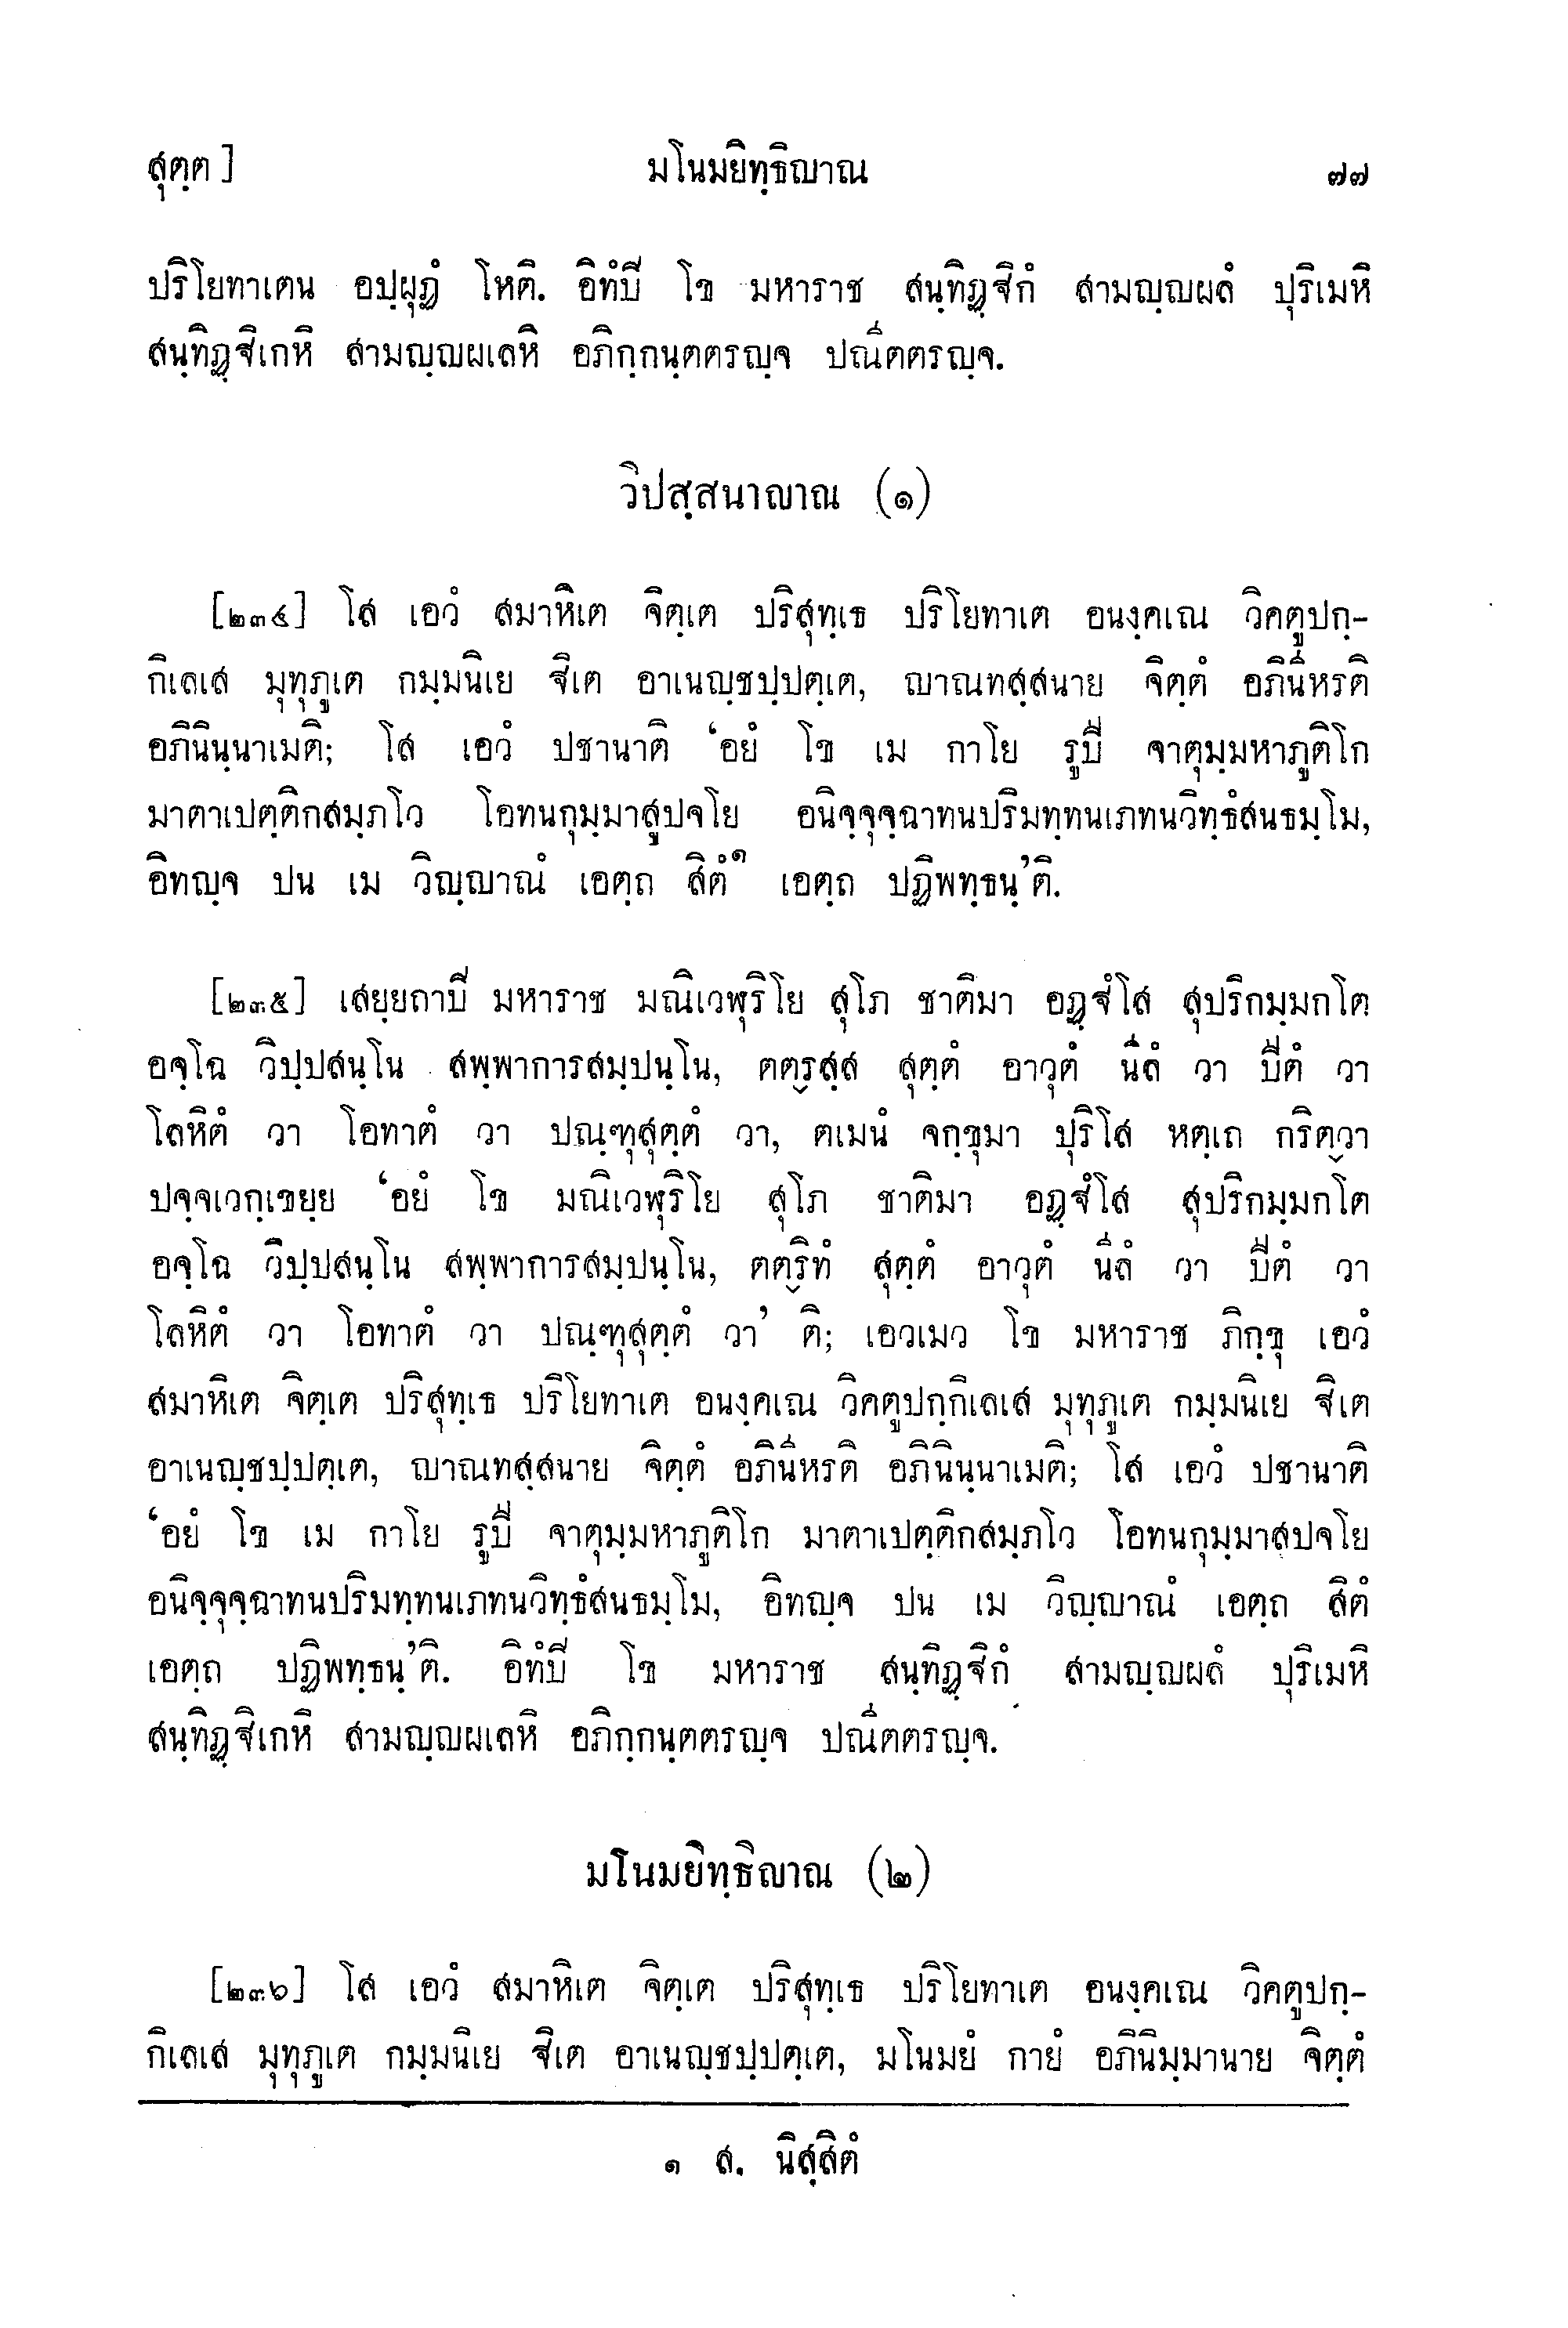 สุตฺต] มโนมยิทฺธิญาณ ๗๗
ปริโยทาเตน อปฺผุฏํ โหติ. อิทํปี โข มหาราช สนฺทิฏฺฐิกํ สามญฺญผลํ ปุริเมหิ
สนฺทิฏฺฐิเกหิ สามญฺญผเลหิ อภิกฺกนฺตตรญฺจ ปณีตตรญฺจ.
วิปสฺสนาญาณ (๑)
[๒๓๔] โส เอวํ สมาหิเต จิตฺเต ปริสุทฺเธ ปริโยทาเต อนงฺคเณ วิคตูปกฺ-
กิเลเส มุทุภูเต กมฺมนิเย ฐิเต อาเนญฺชปฺปตฺเต, ญาณทสฺสนาย จิตฺตํ อภินีหรติ
อภินินฺนาเมติ; โส เอวํ ปชานาติ ‘อยํ โข เม กาโย รูปี จาตุมฺมหาภูติโก
มาตาเปตฺติกสมฺภโว โอทนกุมฺมาสูปจโย อนิจฺจุจฺฉาทนปริมทฺทนเภทนวิทฺธํสนธมฺโม,
อิทญฺจ ปน เม วิญฺญาณํ เอตฺถ สิตํ๑ เอตฺถ ปฏิพทฺธนฺ’ติ.
[๒๓๕] เสยฺยถาปี มหาราช มณิเวฬุริโย สุโภ ชาติมา อฏฺฐํโส สุปริกมฺมกโต
อจฺโฉ วิปฺปสนฺโน สพฺพาการสมฺปนฺโน, ตตฺรสฺส สุตฺตํ อาวุตํ นีลํ วา ปีตํ วา
โลหิตํ วา โอทาตํ วา ปณฺฑุสุตฺตํ วา, ตเมนํ จกฺขุมา ปุริโส หตฺเถ กริตฺวา
ปจฺจเวกฺเขยฺย ‘อยํ โข มณิเวฬุริโย สุโภ ชาติมา อฏฺฐํโส สุปริกมฺมกโต
อจฺโฉ วิปฺปสนฺโน สพฺพาการสมฺปนฺโน, ตตฺริทํ สุตฺตํ อาวุตํ นีลํ วา ปีตํ วา
โลหิตํ วา โอทาตํ วา ปณฺฑุสุตฺตํ วา’ ติ; เอวเมว โข มหาราช ภิกฺขุ เอวํ
สมาหิเต จิตฺเต ปริสุทฺเธ ปริโยทาเต อนงฺคเณ วิคตูปกฺกิเลเส มุทุภูเต กมฺมนิเย ฐิเต
อาเนญฺชปฺปตฺเต, ญาณทสฺสนาย จิตฺตํ อภินีหรติ อภินินฺนาเมติ; โส เอวํ ปชานาติ
‘อยํ โข เม กาโย รูปี จาตุมฺมหาภูติโก มาตาเปตฺติกสมฺภโว โอทนกุมฺมาสปจโย
อนิจฺจุจฺฉาทนปริมทฺทนเภทนวิทฺธํสนธมฺโม, อิทญฺจ ปน เม วิญฺญาณํ เอตฺถ สิตํ
เอตฺถ ปฏิพทฺธนฺ’ติ. อิทํปี โข มหาราช สนฺทิฏฺฐิกํ สามญฺญผลํ ปุริเมหิ
สนฺทิฏฺฐิเกหิ สามญฺญผเลหิ อภิกฺกนฺตตรญฺจ ปณีตตรญฺจ.
มโนมยิทฺธิญาณ (๒)
[๒๓๖] โส เอวํ สมาหิเต จิตฺเต ปริสุทฺเธ ปริโยทาเต อนงฺคเณ วิคตูปกฺ-
กิเลเส มุทุภูเต กมฺมนิเย ฐิเต อาเนญฺชปฺปตฺเต, มโนมยํ กายํ อภินิมฺมานาย จิตฺตํ
๑ ส. นิสฺสิตํ